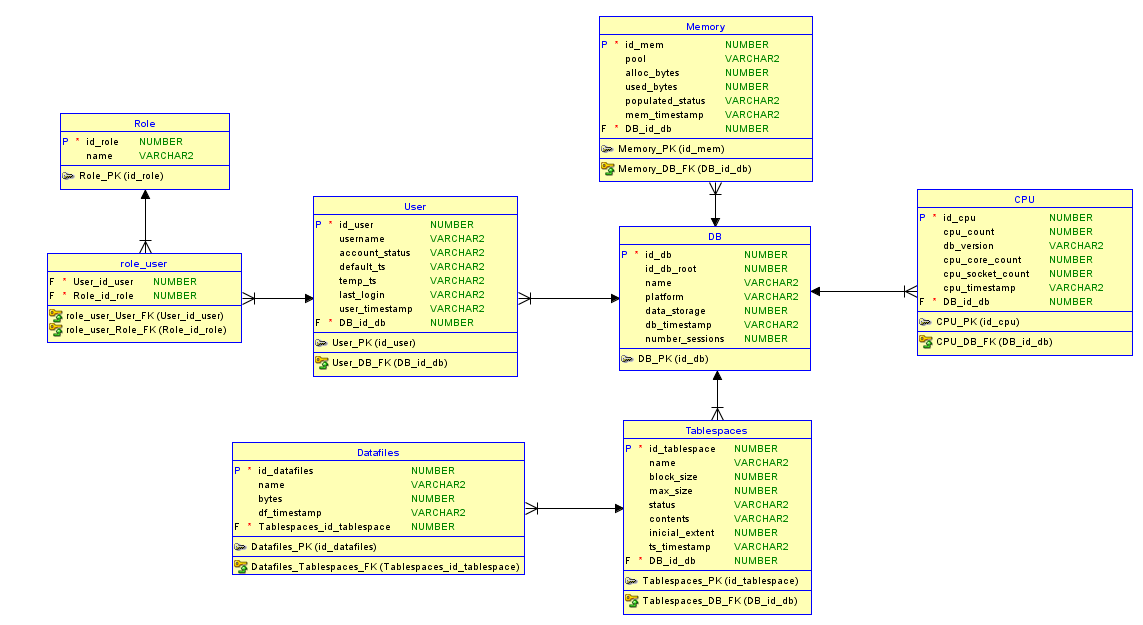 Memory
P * id_mem NUMBER
pool VARCHAR2
alloc_bytes NUMBER
used_bytes NUMBER
populated_status VARCHAR2
mem_timestamp VARCHAR2
F * DB_id_db NUMBER
Memory_PK (id_mem)
Memory_DB_FK (DB_id_db)
Role
P * id_role NUMBER
name VARCHAR2
Role_PK (id_role)
User
P * id_user NUMBER
username VARCHAR2
account_status VARCHAR2
default_ts VARCHAR2
temp_ts VARCHAR2
last_login VARCHAR2
user_timestamp VARCHAR2
F * DB_id_db NUMBER
User_PK (id_user)
User_DB_FK (DB_id_db)
CPU
P * id_cpu NUMBER
cpu_count NUMBER
db_version VARCHAR2
cpu_core_count NUMBER
cpu_socket_count NUMBER
cpu_timestamp VARCHAR2
F * DB_id_db NUMBER
CPU_PK (id_cpu)
CPU_DB_FK (DB_id_db)
DB
P * id_db NUMBER
id_db_root NUMBER
name VARCHAR2
platform VARCHAR2
data_storage NUMBER
db_timestamp VARCHAR2
number_sessions NUMBER
DB_PK (id_db)
role_user
F * User_id_user NUMBER
F * Role_id_role NUMBER
role_user_User_FK (User_id_user)
role_user_Role_FK (Role_id_role)
Datafiles
P * id_datafiles NUMBER
name VARCHAR2
bytes NUMBER
df_timestamp VARCHAR2
F * Tablespaces_id_tablespace NUMBER
Datafiles_PK (id_datafiles)
Datafiles_Tablespaces_FK (Tablespaces_id_tablespace)
Tablespaces
P * id_tablespace NUMBER
name VARCHAR2
block_size NUMBER
max_size NUMBER
status VARCHAR2
contents VARCHAR2
inicial_extent NUMBER
ts_timestamp VARCHAR2
F * DB_id_db NUMBER
Tablespaces_PK (id_tablespace)
Tablespaces_DB_FK (DB_id_db)